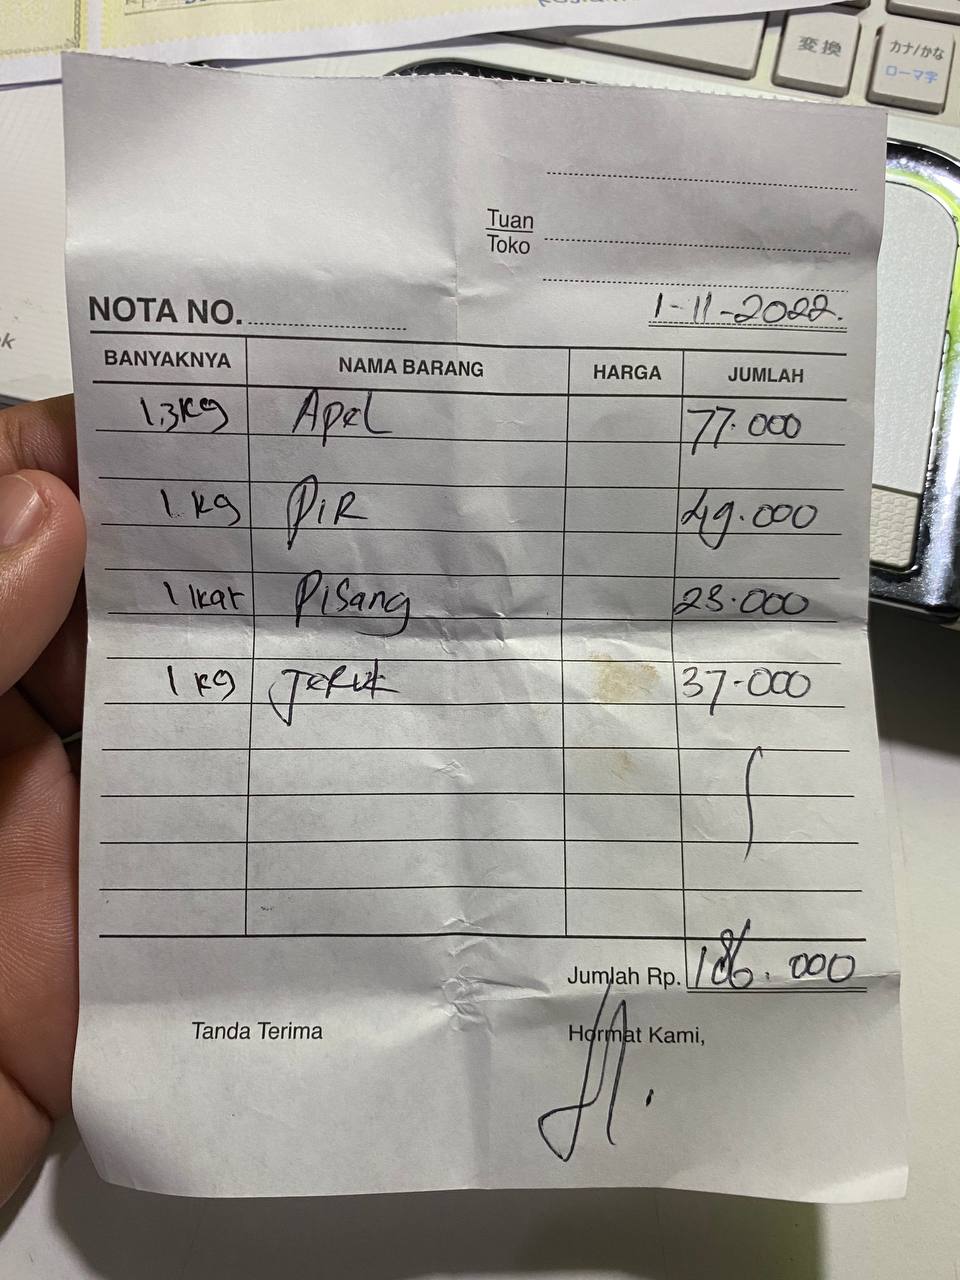 変換
カナ/かな
ローマ字
Tuan
Toko
NOTA NO.
1-11-2022.
BANYAKNYA NAMA BARANG HARGA JUMLAH
1,3kg Apel 77.000
1 kg PiR 49.000
1 ikat Pisang 23.000
1 kg Jeruk 37.000
Jumlah Rp. 186.000
Tanda Terima Hormat Kami,